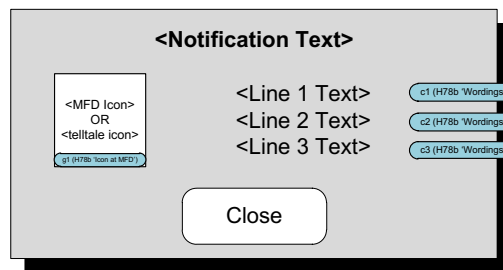 <Notification Text>
<MFD Icon>
OR
<telltale icon>
g1 (H78b 'Icon at MFD')
<Line 1 Text>
c1 (H78b 'Wordings
<Line 2 Text>
c2 (H78b 'Wordings
<Line 3 Text>
c3 (H78b 'Wordings
Close